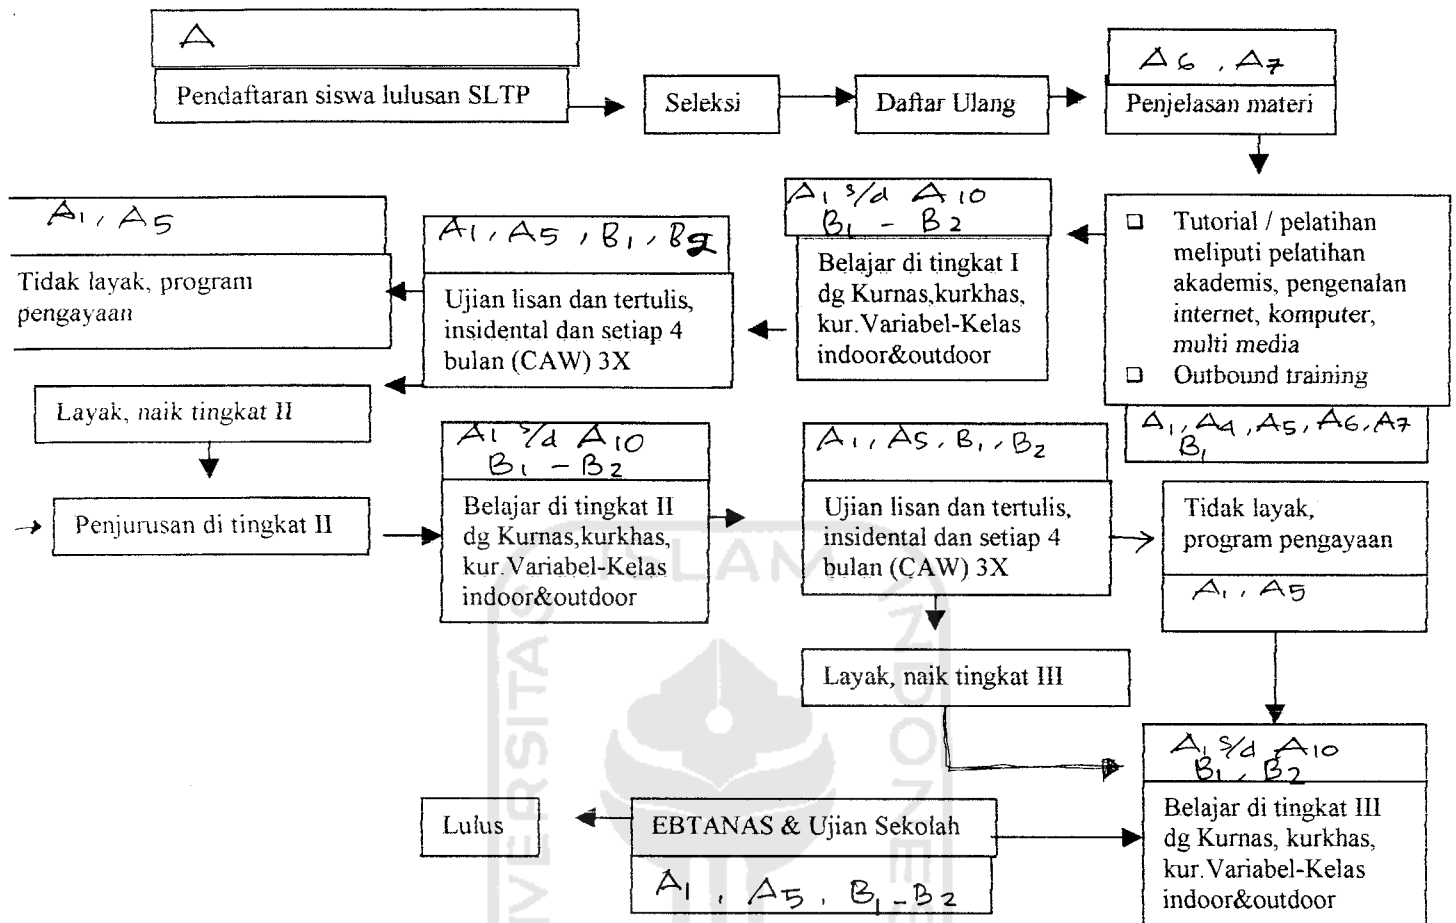 A
Pendaftaran siswa lulusan SLTP
Seleksi
Daftar Ulang
A6, A7
Penjelasan materi
❑ Tutorial / pelatihan
meliputi pelatihan
akademis, pengenalan
internet, komputer,
multi media
❑ Outbound training
A1, A4, A5, A6, A7
B1
A1 s/d A10
B1 - B2
Belajar di tingkat I
dg Kurnas,kurkhas,
kur.Variabel-Kelas
indoor&outdoor
A1, A5, B1, B2
Ujian lisan dan tertulis,
insidental dan setiap 4
bulan (CAW) 3X
A1, A5
Tidak layak, program
pengayaan
Layak, naik tingkat II
Penjurusan di tingkat II
A1 s/d A10
B1 - B2
Belajar di tingkat II
dg Kurnas,kurkhas,
kur.Variabel-Kelas
indoor&outdoor
A1, A5, B1, B2
Ujian lisan dan tertulis,
insidental dan setiap 4
bulan (CAW) 3X
Tidak layak,
program pengayaan
A1, A5
Layak, naik tingkat III
A1 s/d A10
B1, B2
Belajar di tingkat III
dg Kurnas, kurkhas,
kur.Variabel-Kelas
indoor&outdoor
EBTANAS & Ujian Sekolah
A1, A5, B1-B2
Lulus
ISLAM
UNIVERSITAS
INDONES